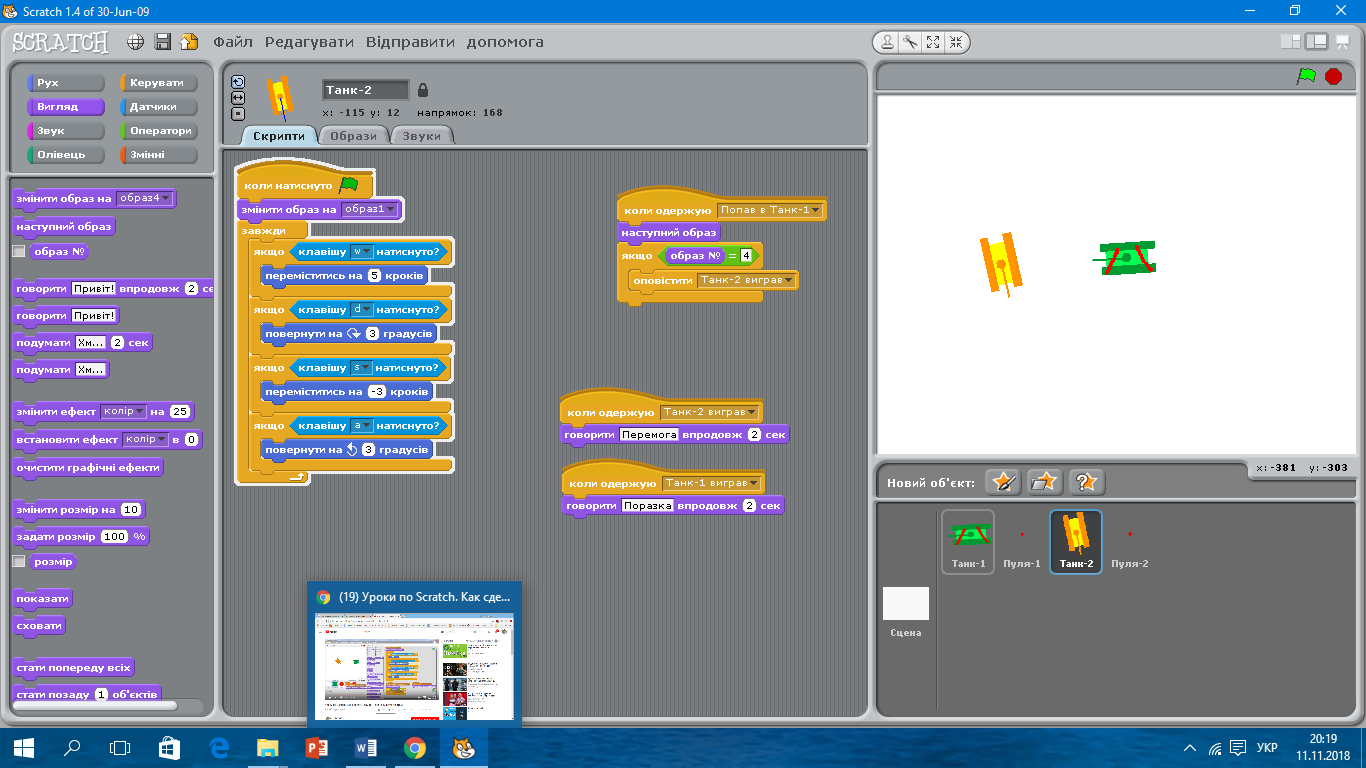 Scratch 1.4 of 30-Jun-09
SCRATCH Файл Редагувати Відправити допомога
Рух Керувати
Вигляд Датчики
Звук Оператори
Олівець Змінні
змінити образ на образ4
наступний образ
образ №
говорити Привіт! впродовж 2 се
говорити Привіт!
подумати Хм... 2 сек
подумати Хм...
змінити ефект колір на 25
встановити ефект колір в 0
очистити графічні ефекти
змінити розмір на 10
задати розмір 100 %
розмір
показати
сховати
стати попереду всіх
стати позаду 1 об'єктів
Танк-2
x: -115 y: 12 напрямок: 168
Скрипти Образи Звуки
коли натиснуто
змінити образ на образ1
завжди
якщо клавішу w натиснуто?
переміститись на 5 кроків
якщо клавішу d натиснуто?
повернути на 3 градусів
якщо клавішу s натиснуто?
переміститись на -3 кроків
якщо клавішу a натиснуто?
повернути на 3 градусів
коли одержую Попав в Танк-1
наступний образ
якщо образ № = 4
оповістити Танк-2 виграв
коли одержую Танк-2 виграв
говорити Перемога впродовж 2 сек
коли одержую Танк-1 виграв
говорити Поразка впродовж 2 сек
x: -381 y: -303
Новий об'єкт:
Танк-1 Пуля-1 Танк-2 Пуля-2
Сцена
(19) Уроки по Scratch. Как сде...
УКР
20:19
11.11.2018